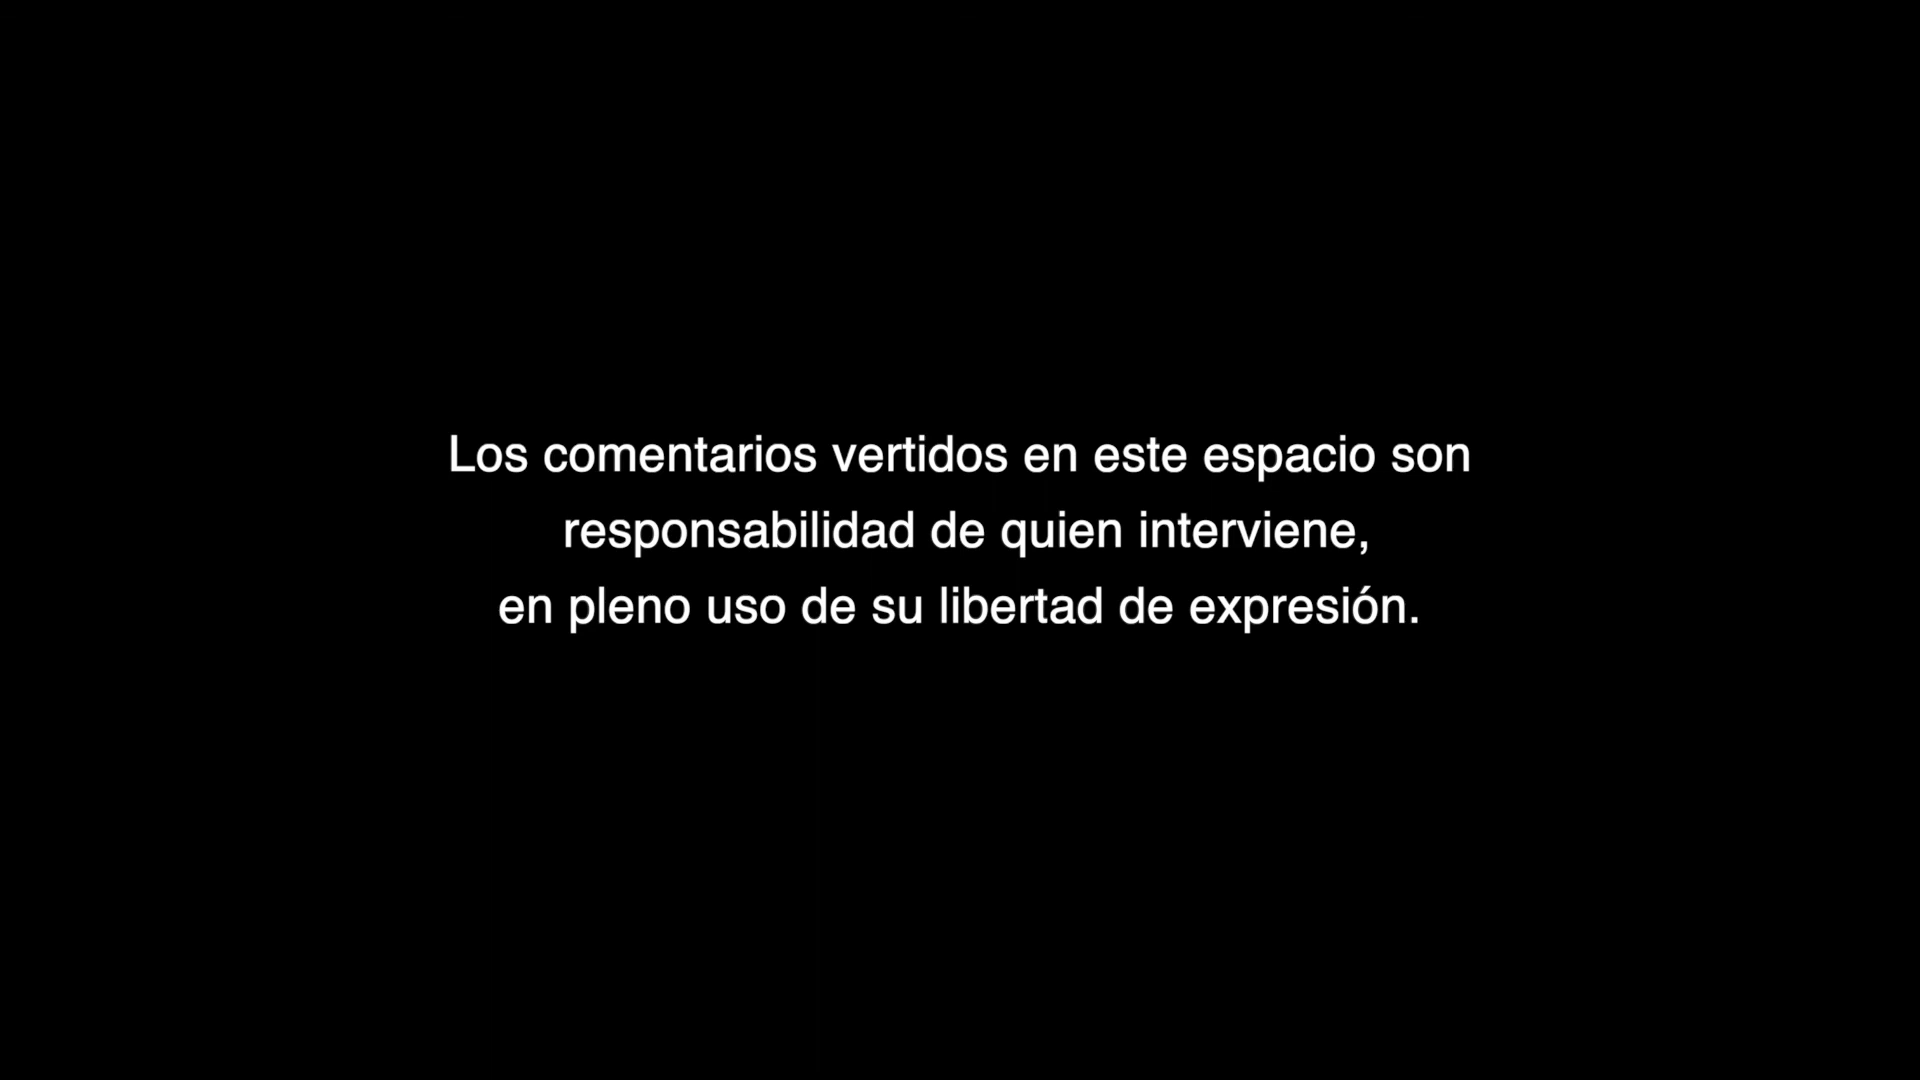 Los comentarios vertidos en este espacio son
responsabilidad de quien interviene,
en pleno uso de su libertad de expresión.